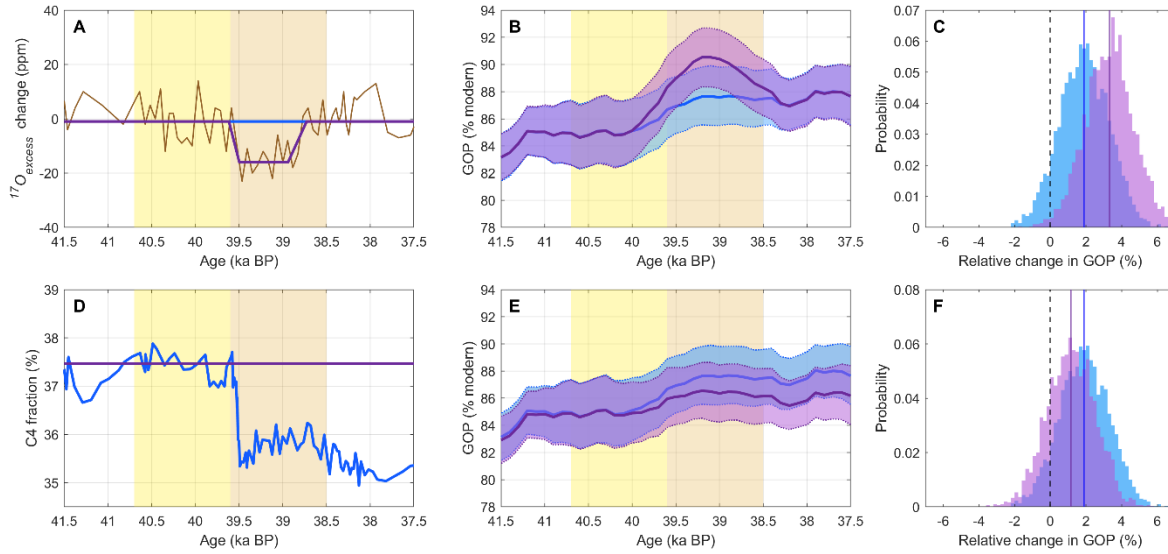 A
17Oexcess change (ppm)
40
20
0
-20
-40
41.5 41 40.5 40 39.5 39 38.5 38 37.5
Age (ka BP)
B
GOP (% modern)
94
92
90
88
86
84
82
80
78
41.5 41 40.5 40 39.5 39 38.5 38 37.5
Age (ka BP)
C
Probability
0.07
0.06
0.05
0.04
0.03
0.02
0.01
0
-6 -4 -2 0 2 4 6
Relative change in GOP (%)
D
C4 fraction (%)
39
38
37
36
35
41.5 41 40.5 40 39.5 39 38.5 38 37.5
Age (ka BP)
E
GOP (% modern)
94
92
90
88
86
84
82
80
78
41.5 41 40.5 40 39.5 39 38.5 38 37.5
Age (ka BP)
F
Probability
0.08
0.06
0.04
0.02
0
-6 -4 -2 0 2 4 6
Relative change in GOP (%)